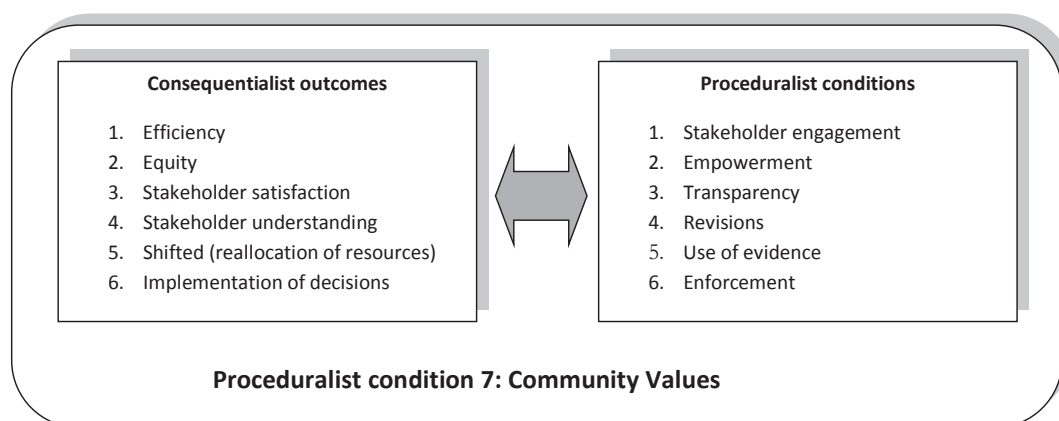 Consequentialist outcomes
1. Efficiency
2. Equity
3. Stakeholder satisfaction
4. Stakeholder understanding
5. Shifted (reallocation of resources)
6. Implementation of decisions
Proceduralist conditions
1. Stakeholder engagement
2. Empowerment
3. Transparency
4. Revisions
5. Use of evidence
6. Enforcement
Proceduralist condition 7: Community Values